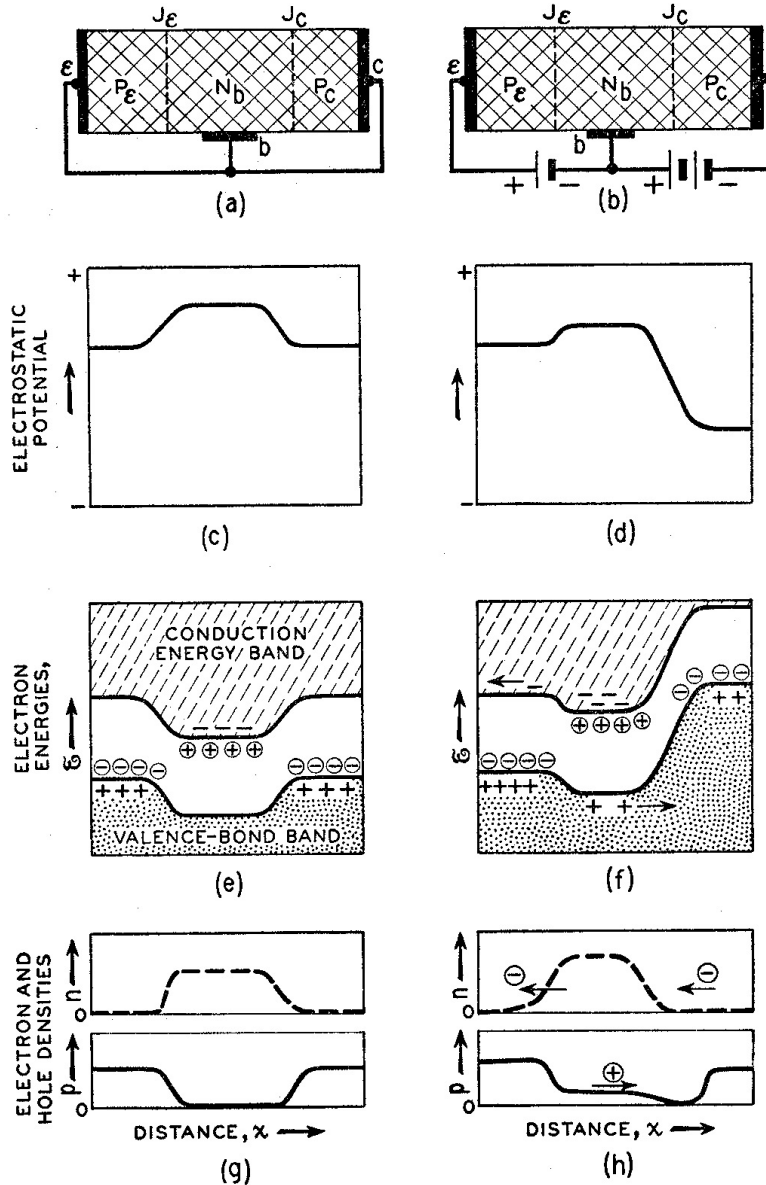 Jε Jc
ε Pε Nb Pc c
b
(a)
Jε Jc
ε Pε Nb Pc
b
+ − + −
(b)
ELECTROSTATIC
POTENTIAL
+
−
(c)
+
−
(d)
ELECTRON
ENERGIES,
ℰ
CONDUCTION
ENERGY BAND
− − − −
⊕ ⊕ ⊕ ⊕
⊖ ⊖ ⊖ ⊖ ⊖ ⊖ ⊖ ⊖
+ + + + + + + +
VALENCE-BOND BAND
(e)
ℰ
−
− − − −
⊕ ⊕ ⊕ ⊕
⊖ ⊖ ⊖ ⊖
+ +
⊖ ⊖ ⊖ ⊖
+ + + +
+ +
(f)
ELECTRON AND
HOLE DENSITIES
n
0
p
0
DISTANCE, x
(g)
n
⊖ ⊖
0
p
⊕
0
DISTANCE, x
(h)